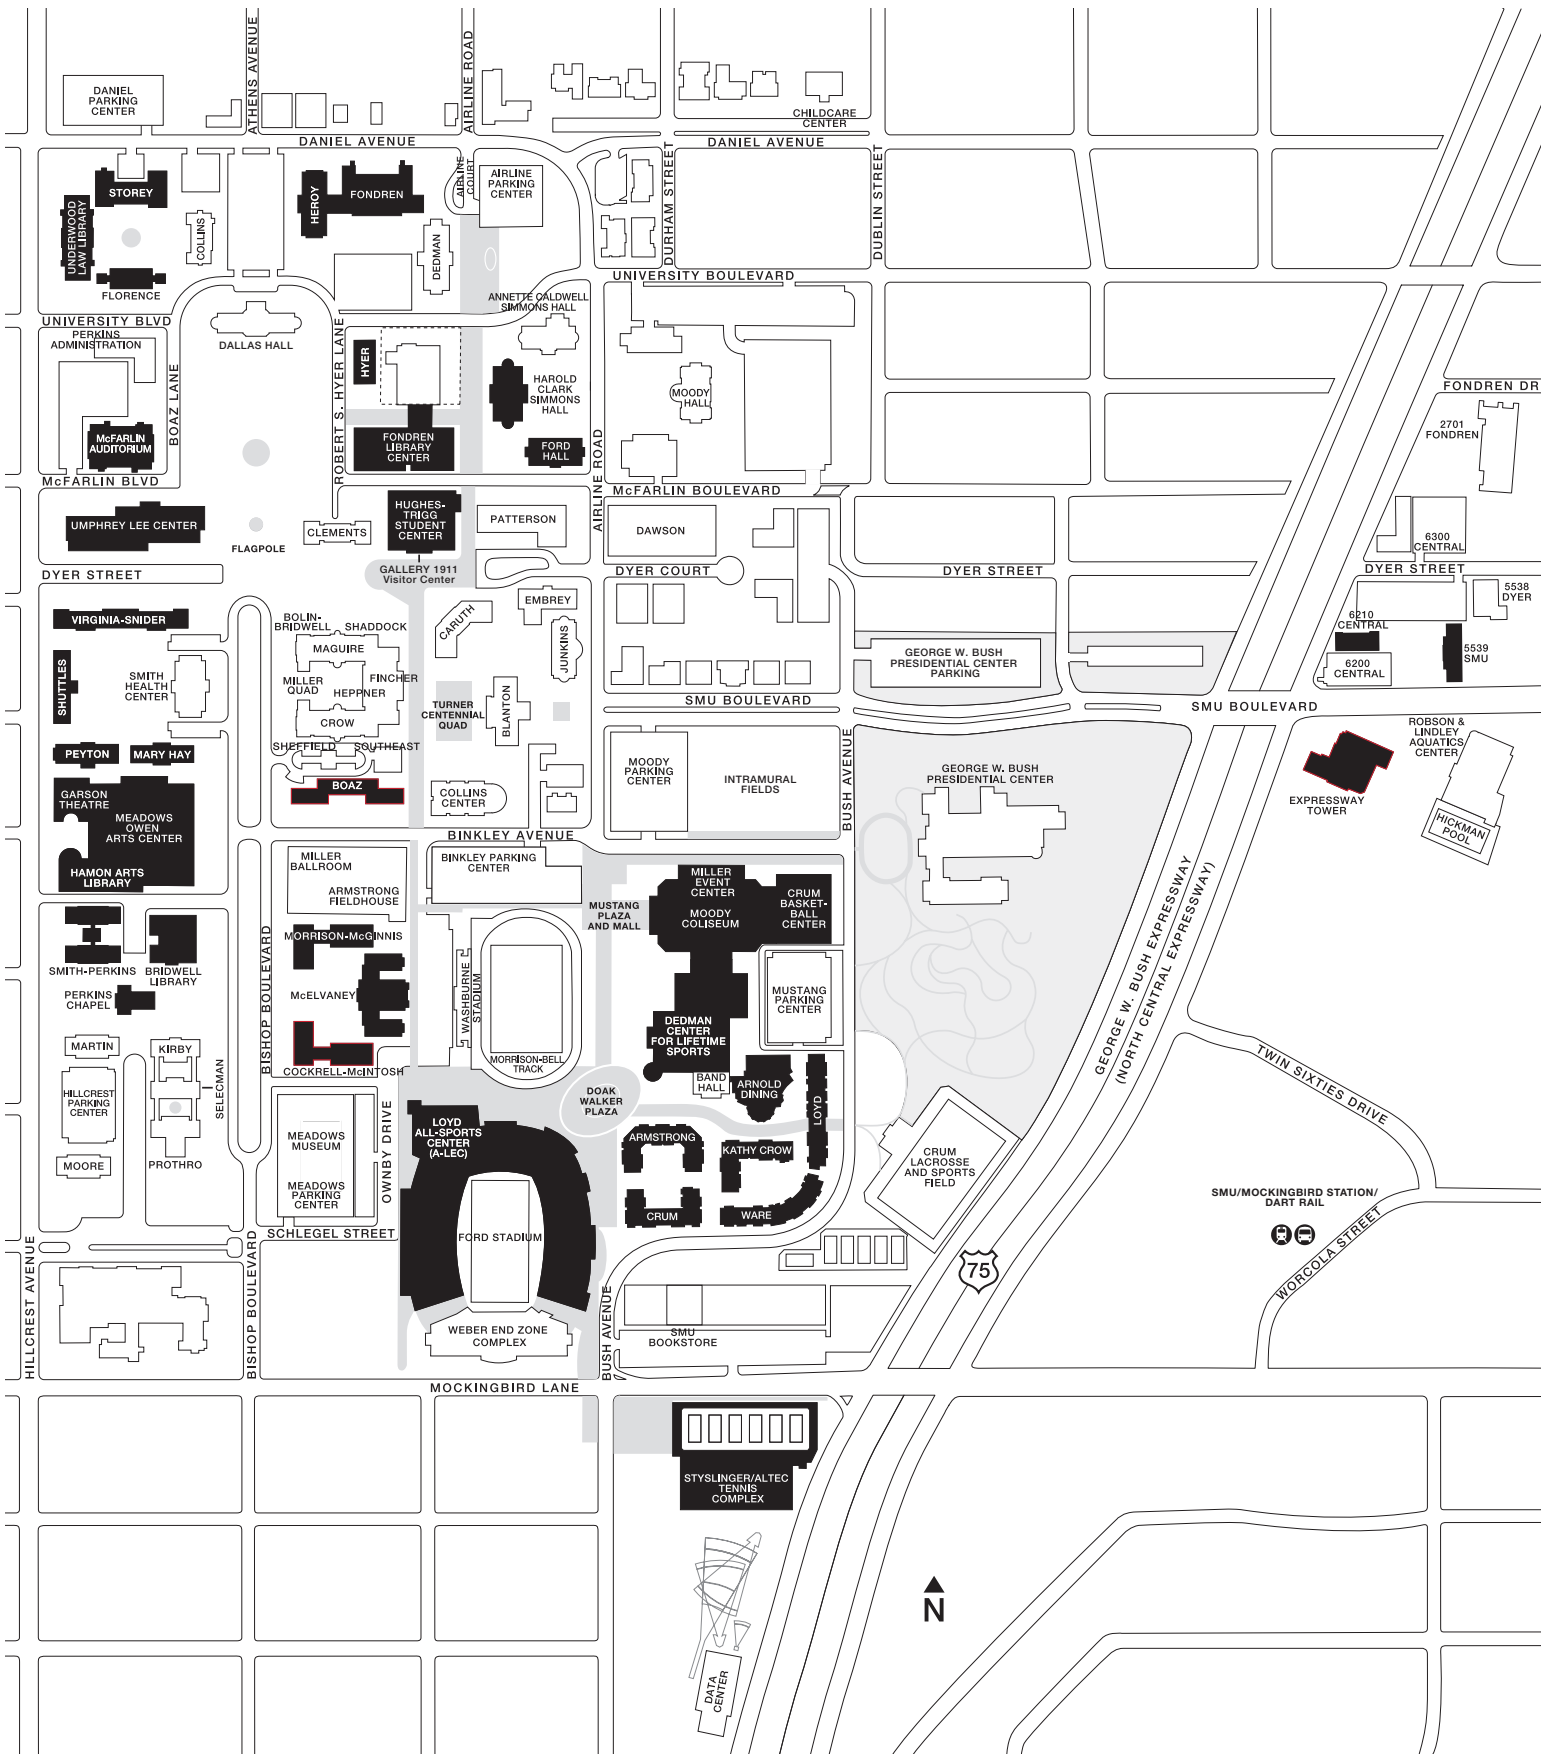 ATHENS AVENUE
AIRLINE ROAD
DANIEL
PARKING
CENTER
CHILDCARE
CENTER
DANIEL AVENUE
DANIEL AVENUE
STOREY
UNDERWOOD
LAW LIBRARY
COLLINS
FLORENCE
HEROY
FONDREN
AIRLINE
COURT
AIRLINE
PARKING
CENTER
DEDMAN
DURHAM STREET
DUBLIN STREET
UNIVERSITY BOULEVARD
ANNETTE CALDWELL
SIMMONS HALL
UNIVERSITY BLVD
PERKINS
ADMINISTRATION
DALLAS HALL
BOAZ LANE
ROBERT S. HYER LANE
HYER
HAROLD
CLARK
SIMMONS
HALL
MOODY
HALL
FONDREN DR
2701
FONDREN
McFARLIN
AUDITORIUM
FONDREN
LIBRARY
CENTER
FORD
HALL
AIRLINE ROAD
McFARLIN BLVD
McFARLIN BOULEVARD
UMPHREY LEE CENTER
FLAGPOLE
CLEMENTS
HUGHES-
TRIGG
STUDENT
CENTER
PATTERSON
DAWSON
6300
CENTRAL
GALLERY 1911
Visitor Center
DYER STREET
DYER COURT
DYER STREET
DYER STREET
5538
DYER
VIRGINIA-SNIDER
BOLIN-
BRIDWELL
SHADDOCK
MAGUIRE
CARUTH
EMBREY
JUNKINS
6210
CENTRAL
5539
SMU
6200
CENTRAL
GEORGE W. BUSH
PRESIDENTIAL CENTER
PARKING
SHUTTLES
SMITH
HEALTH
CENTER
MILLER
QUAD
FINCHER
HEPPNER
CROW
TURNER
CENTENNIAL
QUAD
BLANTON
SMU BOULEVARD
SMU BOULEVARD
PEYTON
MARY HAY
SHEFFIELD
SOUTHEAST
BOAZ
COLLINS
CENTER
MOODY
PARKING
CENTER
INTRAMURAL
FIELDS
BUSH AVENUE
GEORGE W. BUSH
PRESIDENTIAL CENTER
ROBSON &
LINDLEY
AQUATICS
CENTER
EXPRESSWAY
TOWER
HICKMAN
POOL
GARSON
THEATRE
MEADOWS
OWEN
ARTS CENTER
HAMON ARTS
LIBRARY
BINKLEY AVENUE
MILLER
BALLROOM
ARMSTRONG
FIELDHOUSE
BINKLEY PARKING
CENTER
MUSTANG
PLAZA
AND MALL
MILLER
EVENT
CENTER
MOODY
COLISEUM
CRUM
BASKET-
BALL
CENTER
GEORGE W. BUSH EXPRESSWAY
(NORTH CENTRAL EXPRESSWAY)
SMITH-PERKINS
BRIDWELL
LIBRARY
BISHOP BOULEVARD
MORRISON-McGINNIS
McELVANEY
WASHBURNE
STADIUM
PERKINS
CHAPEL
MUSTANG
PARKING
CENTER
MARTIN
KIRBY
SELECMAN
COCKRELL-McINTOSH
MORRISON-BELL
TRACK
DEDMAN
CENTER
FOR LIFETIME
SPORTS
BAND
HALL
ARNOLD
DINING
LOYD
HILLCREST
PARKING
CENTER
DOAK
WALKER
PLAZA
TWIN SIXTIES DRIVE
MOORE
PROTHRO
MEADOWS
MUSEUM
MEADOWS
PARKING
CENTER
OWNBY DRIVE
LOYD
ALL-SPORTS
CENTER
(A-LEC)
ARMSTRONG
KATHY CROW
CRUM
WARE
CRUM
LACROSSE
AND SPORTS
FIELD
SMU/MOCKINGBIRD STATION/
DART RAIL
WORCOLA STREET
SCHLEGEL STREET
FORD STADIUM
75
HILLCREST AVENUE
BISHOP BOULEVARD
WEBER END ZONE
COMPLEX
BUSH AVENUE
SMU
BOOKSTORE
MOCKINGBIRD LANE
STYSLINGER/ALTEC
TENNIS
COMPLEX
N
DATA
CENTER